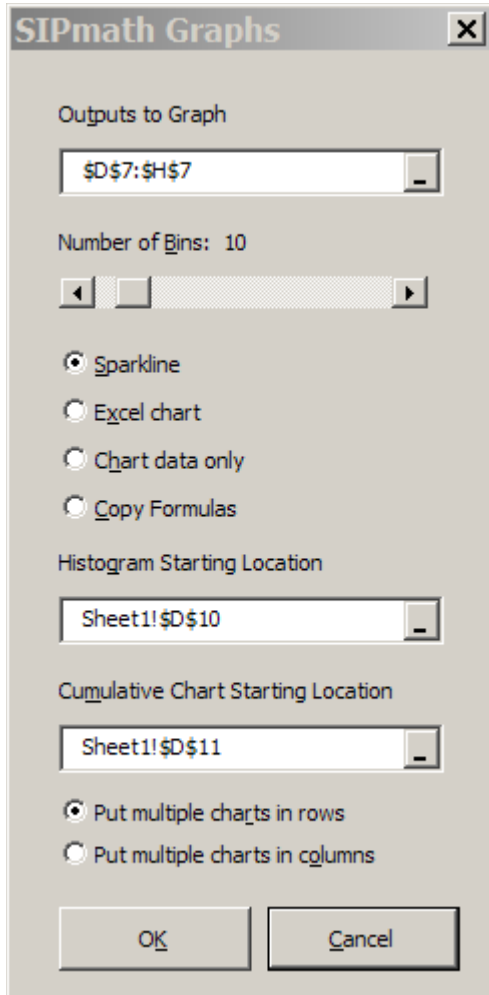 SIPmath Graphs
Outputs to Graph
$D$7:$H$7
Number of Bins: 10
Sparkline
Excel chart
Chart data only
Copy Formulas
Histogram Starting Location
Sheet1!$D$10
Cumulative Chart Starting Location
Sheet1!$D$11
Put multiple charts in rows
Put multiple charts in columns
OK Cancel